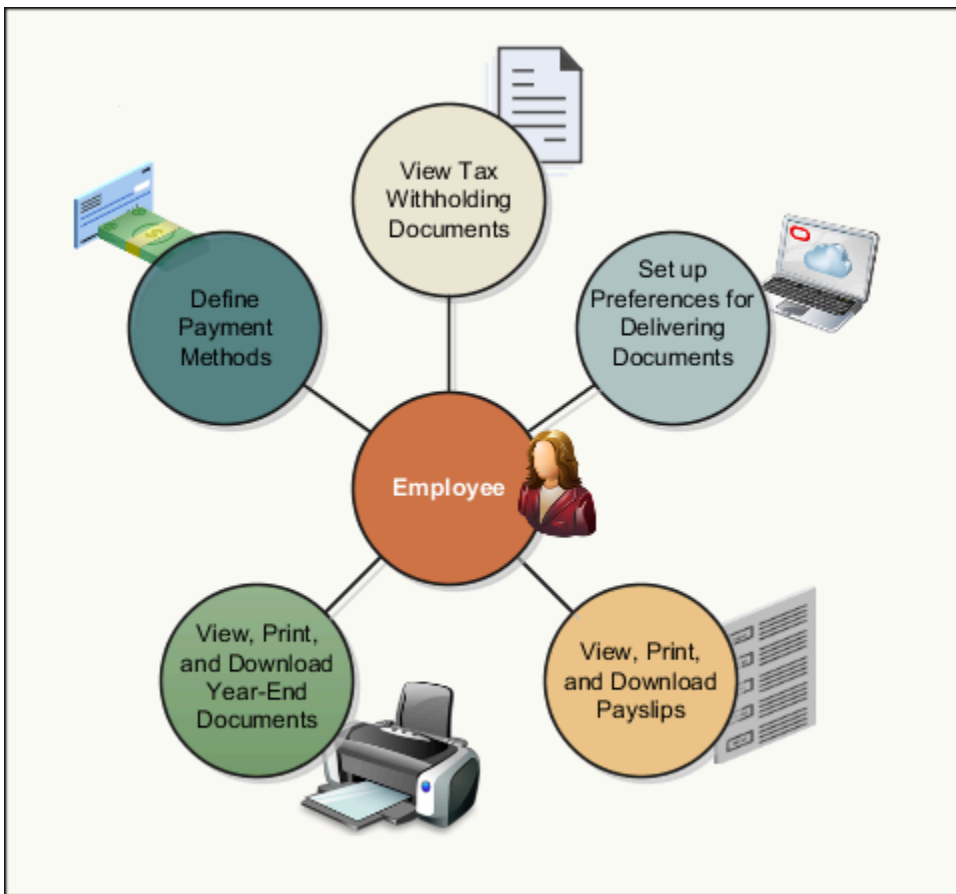 View Tax
Withholding
Documents
Define
Payment
Methods
Set up
Preferences for
Delivering
Documents
Employee
View, Print,
and Download
Year-End
Documents
View, Print,
and Download
Payslips